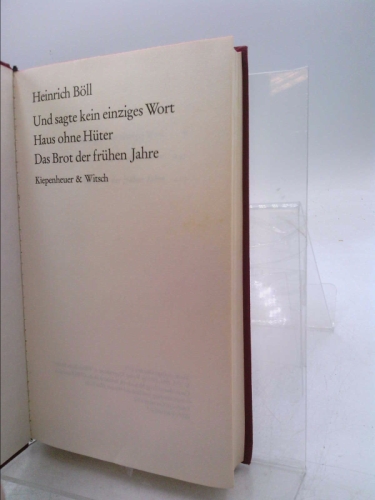 Heinrich Böll
Und sagte kein einziges Wort
Haus ohne Hüter
Das Brot der frühen Jahre
Kiepenheuer & Witsch